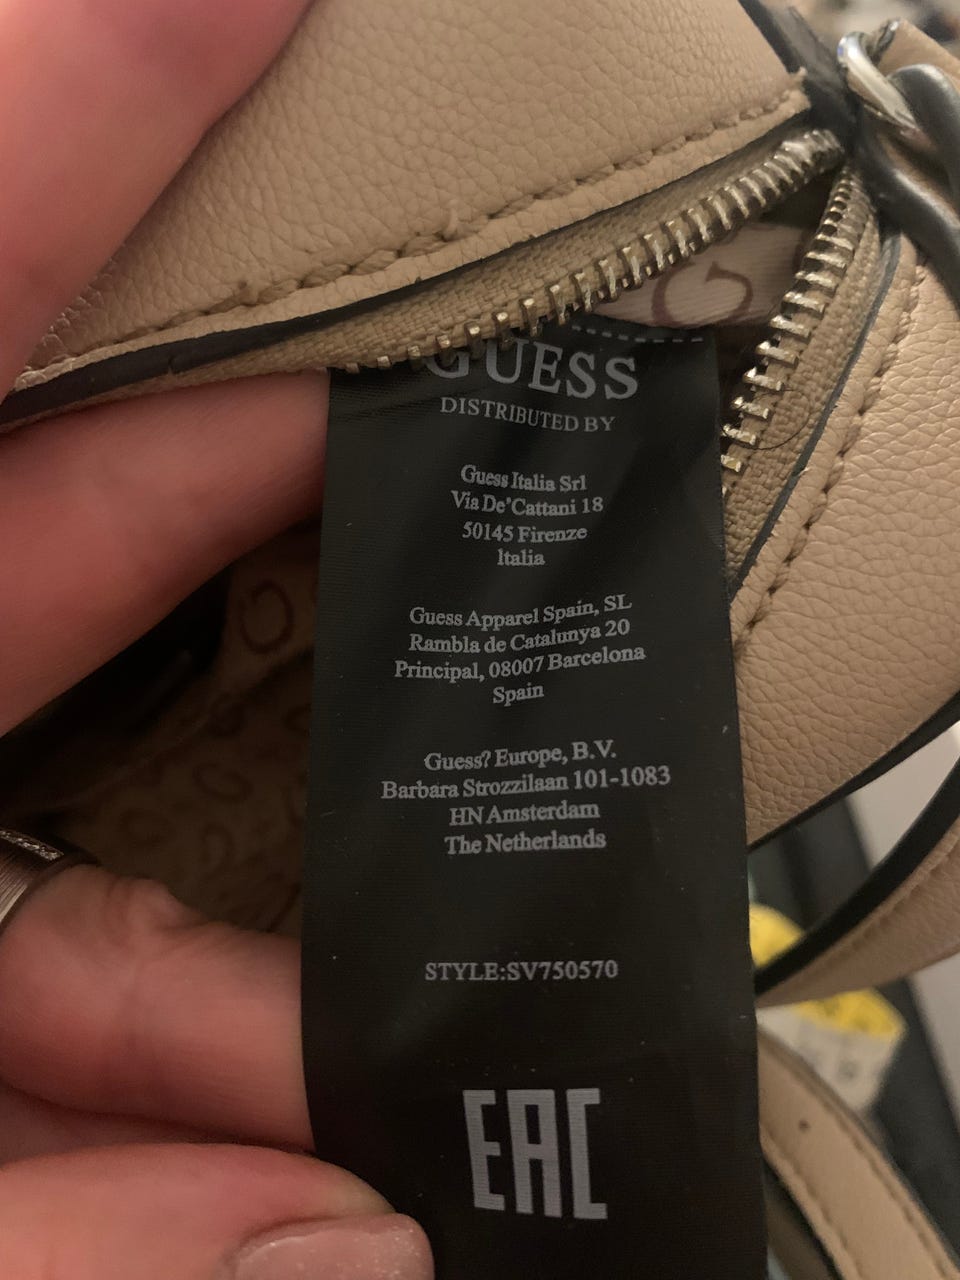 GUESS
DISTRIBUTED BY
Guess Italia Srl
Via De'Cattani 18
50145 Firenze
Italia
Guess Apparel Spain, SL
Rambla de Catalunya 20
Principal, 08007 Barcelona
Spain
Guess? Europe, B.V.
Barbara Strozzilaan 101-1083
HN Amsterdam
The Netherlands
STYLE:SV750570
EAC